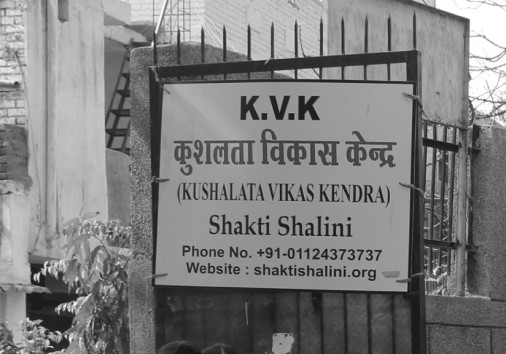 K.V.K
कुशलता विकास केन्द्र
(KUSHALATA VIKAS KENDRA)
Shakti Shalini
Phone No. +91-01124373737
Website : shaktishalini.org